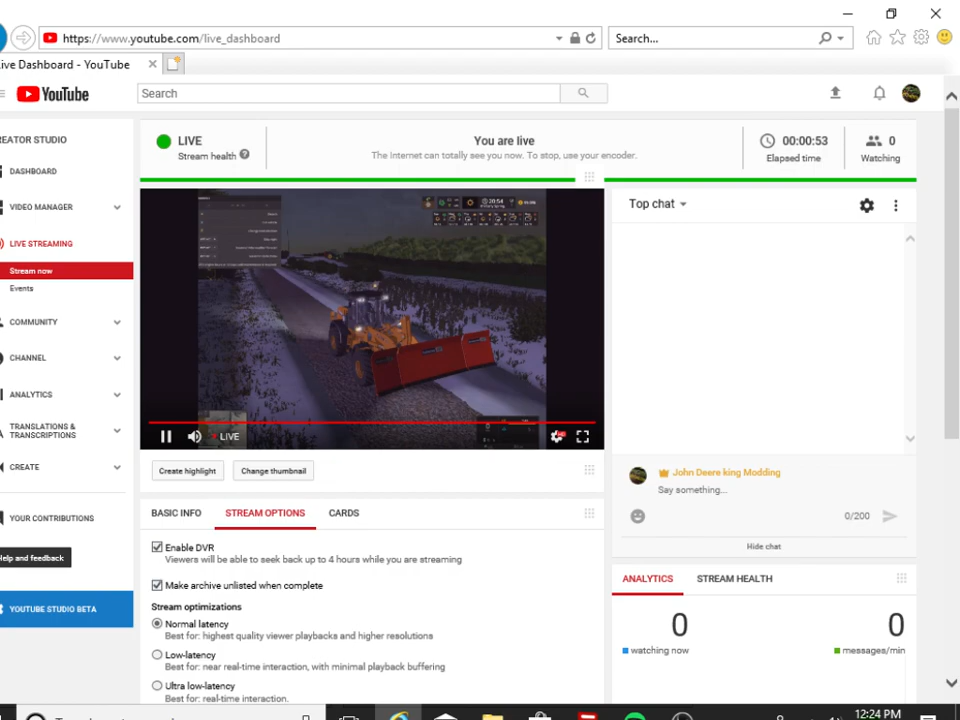 https://www.youtube.com/live_dashboard
Search...
ive Dashboard - YouTube
YouTube
Search
REATOR STUDIO
DASHBOARD
VIDEO MANAGER
LIVE STREAMING
Stream now
Events
COMMUNITY
CHANNEL
ANALYTICS
TRANSLATIONS &
TRANSCRIPTIONS
CREATE
YOUR CONTRIBUTIONS
elp and feedback
YOUTUBE STUDIO BETA
LIVE
Stream health ?
You are live
The Internet can totally see you now. To stop, use your encoder.
00:00:53
Elapsed time
0
Watching
20:54
LIVE
Create highlight
Change thumbnail
BASIC INFO
STREAM OPTIONS
CARDS
Enable DVR
Viewers will be able to seek back up to 4 hours while you are streaming
Make archive unlisted when complete
Stream optimizations
Normal latency
Best for: highest quality viewer playbacks and higher resolutions
Low-latency
Best for: near real-time interaction, with minimal playback buffering
Ultra low-latency
Best for: real-time interaction.
Top chat
John Deere king Modding
Say something...
0/200
Hide chat
ANALYTICS
STREAM HEALTH
0
watching now
0
messages/min
12:24 PM